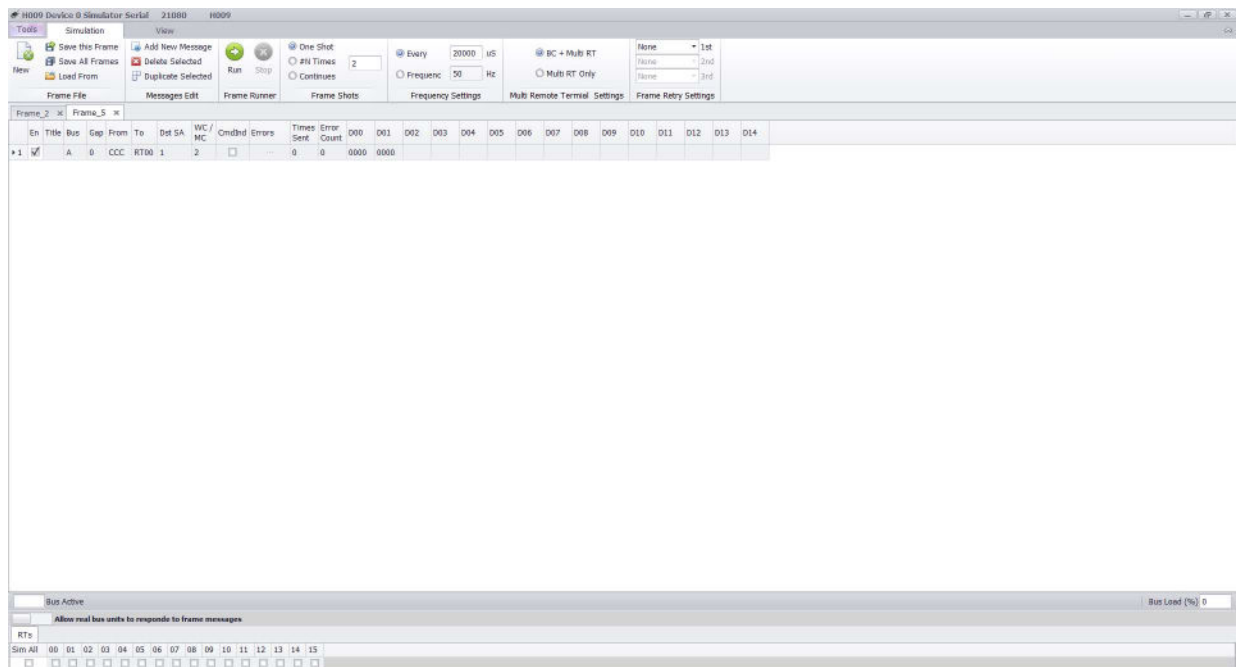 H009 Device 0 Simulator Serial 21080 H009
Tools Simulation View
New
Save this Frame
Save All Frames
Load From
Frame File
Add New Message
Delete Selected
Duplicate Selected
Messages Edit
Run Stop
Frame Runner
One Shot
#N Times 2
Continues
Frame Shots
Every 20000 uS
Frequenc 50 Hz
Frequency Settings
BC + Multi RT
Multi RT Only
Multi Remote Termial Settings
None 1st
None 2nd
None 3rd
Frame Retry Settings
Frame_2 Frame_5
En Title Bus Gap From To Dst SA WC / MC CmdInd Errors Times Sent Error Count D00 D01 D02 D03 D04 D05 D06 D07 D08 D09 D10 D11 D12 D13 D14
1 A 0 CCC RT00 1 2 ... 0 0 0000 0000
Bus Active Bus Load (%) 0
Allow real bus units to responde to frame messages
RTs
Sim All 00 01 02 03 04 05 06 07 08 09 10 11 12 13 14 15